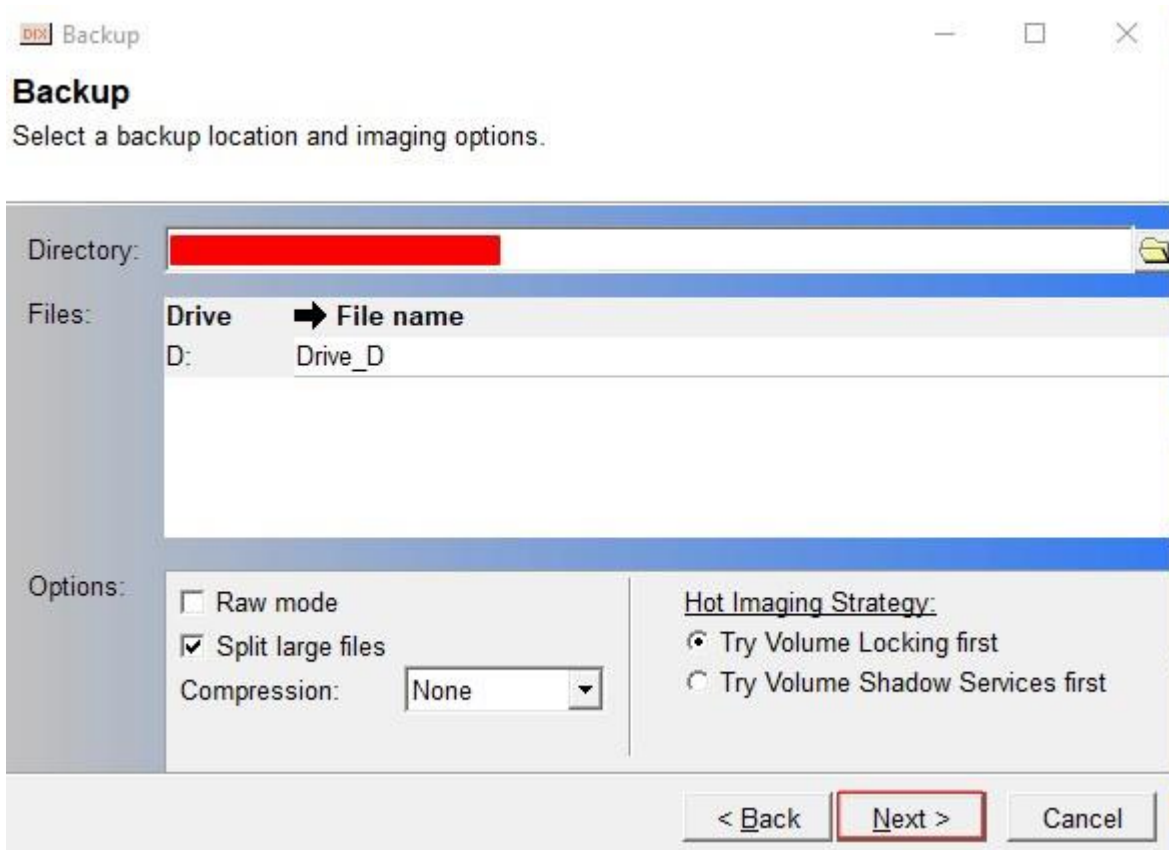 DIX Backup
Backup
Select a backup location and imaging options.
Directory:
Files:
Drive File name
D: Drive_D
Options:
Raw mode
Split large files
Compression: None
Hot Imaging Strategy:
Try Volume Locking first
Try Volume Shadow Services first
< Back Next > Cancel